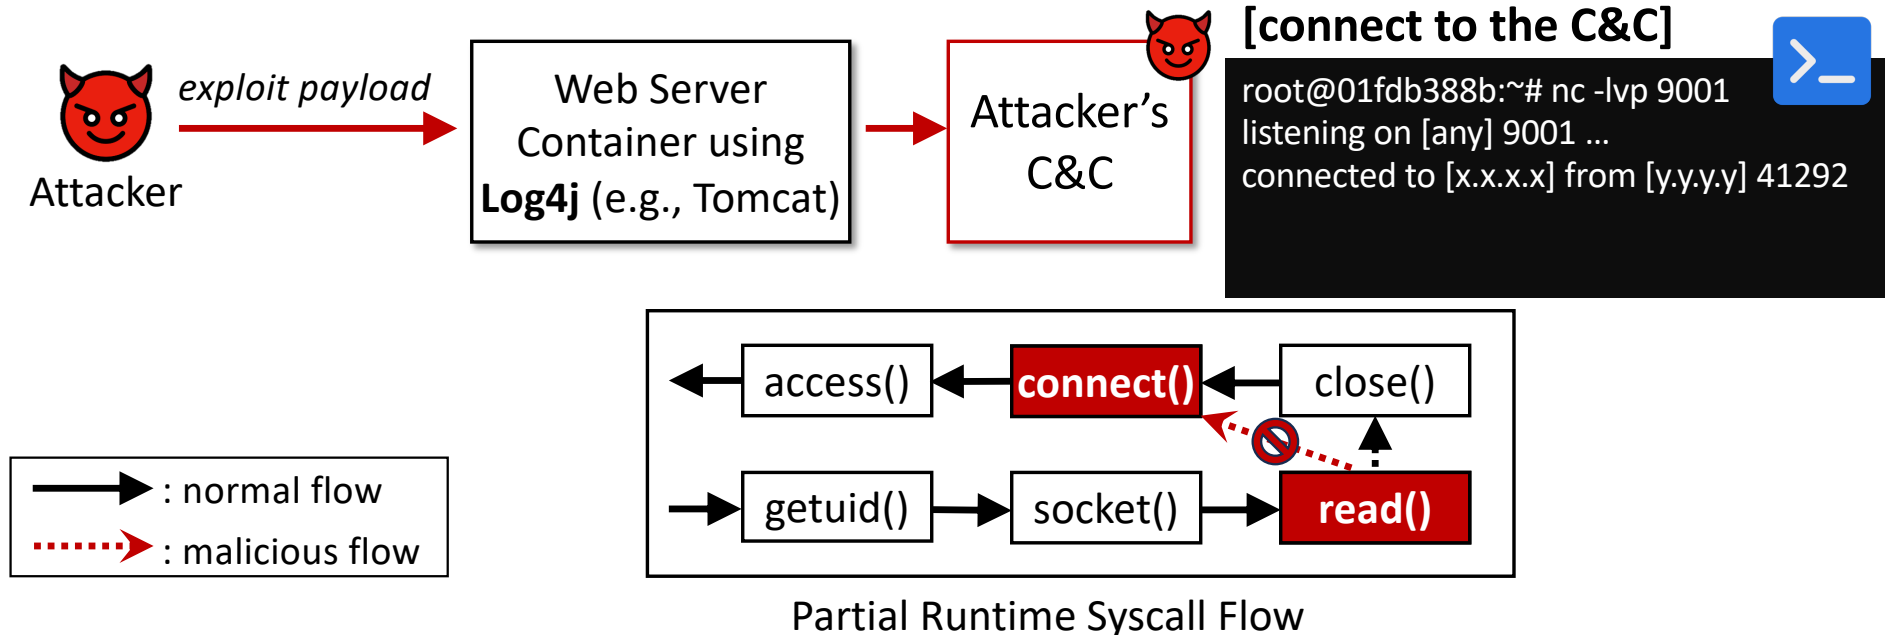 exploit payload
Attacker
Web Server
Container using
Log4j (e.g., Tomcat)
Attacker's
C&C
[connect to the C&C]
root@01fdb388b:~# nc -lvp 9001
listening on [any] 9001 ...
connected to [x.x.x.x] from [y.y.y.y] 41292
access()
connect()
close()
getuid()
socket()
read()
: normal flow
: malicious flow
Partial Runtime Syscall Flow